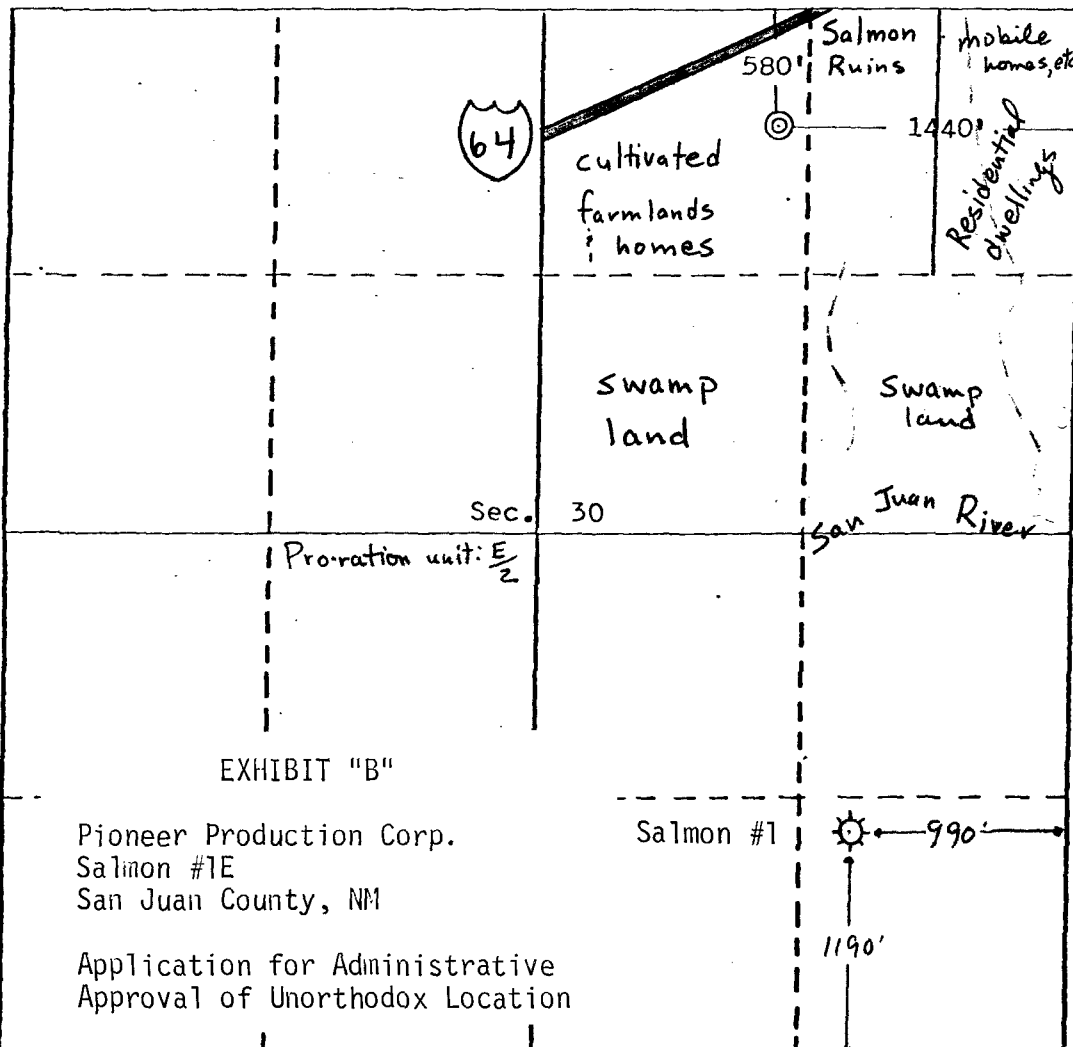 Salmon
Ruins
mobile
homes, etc
580'
64
1440'
cultivated
farmlands
homes
Residential
dwellings
swamp
land
swamp
land
Sec. 30
San Juan River
Pro-ration unit: E/2
EXHIBIT "B"
Pioneer Production Corp.
Salmon #1E
San Juan County, NM
Salmon #1
990'
1190'
Application for Administrative
Approval of Unorthodox Location